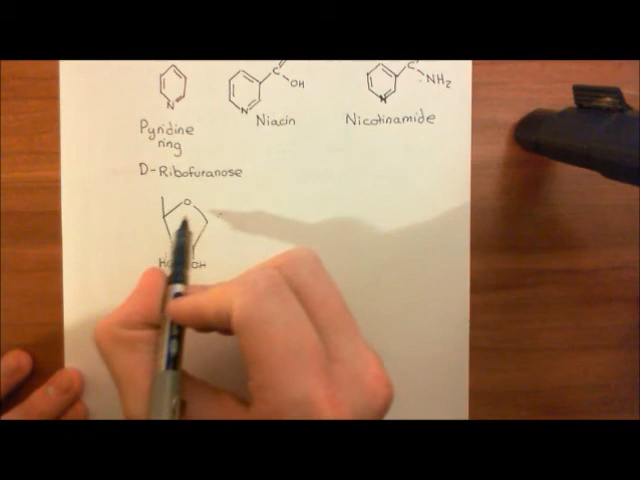 N
N
C
OH
N
C
NH2
Pyridine
ring
Niacin
Nicotinamide
D-Ribofuranose
O
H
OH